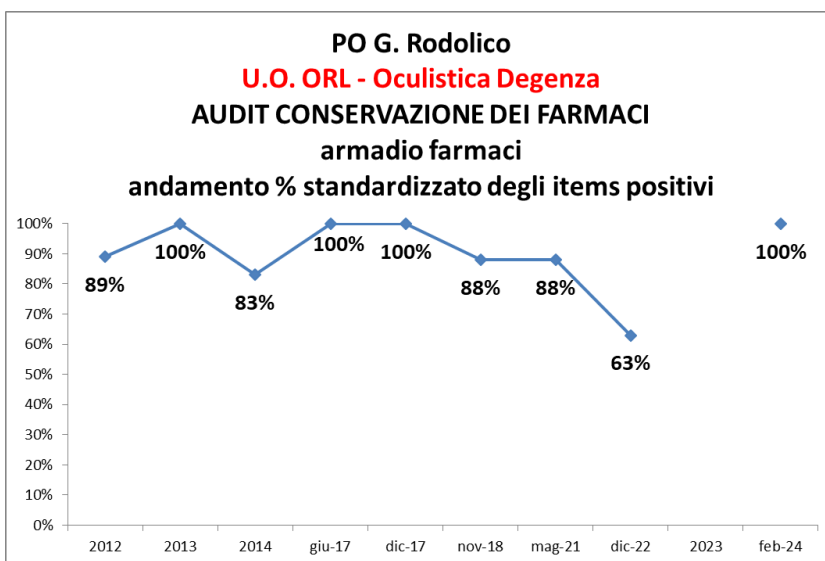 PO G. Rodolico
U.O. ORL - Oculistica Degenza
AUDIT CONSERVAZIONE DEI FARMACI
armadio farmaci
andamento % standardizzato degli items positivi
100%
90%
80%
70%
60%
50%
40%
30%
20%
10%
0%
89%
100%
83%
100%
100%
88%
88%
63%
100%
2012
2013
2014
giu-17
dic-17
nov-18
mag-21
dic-22
2023
feb-24